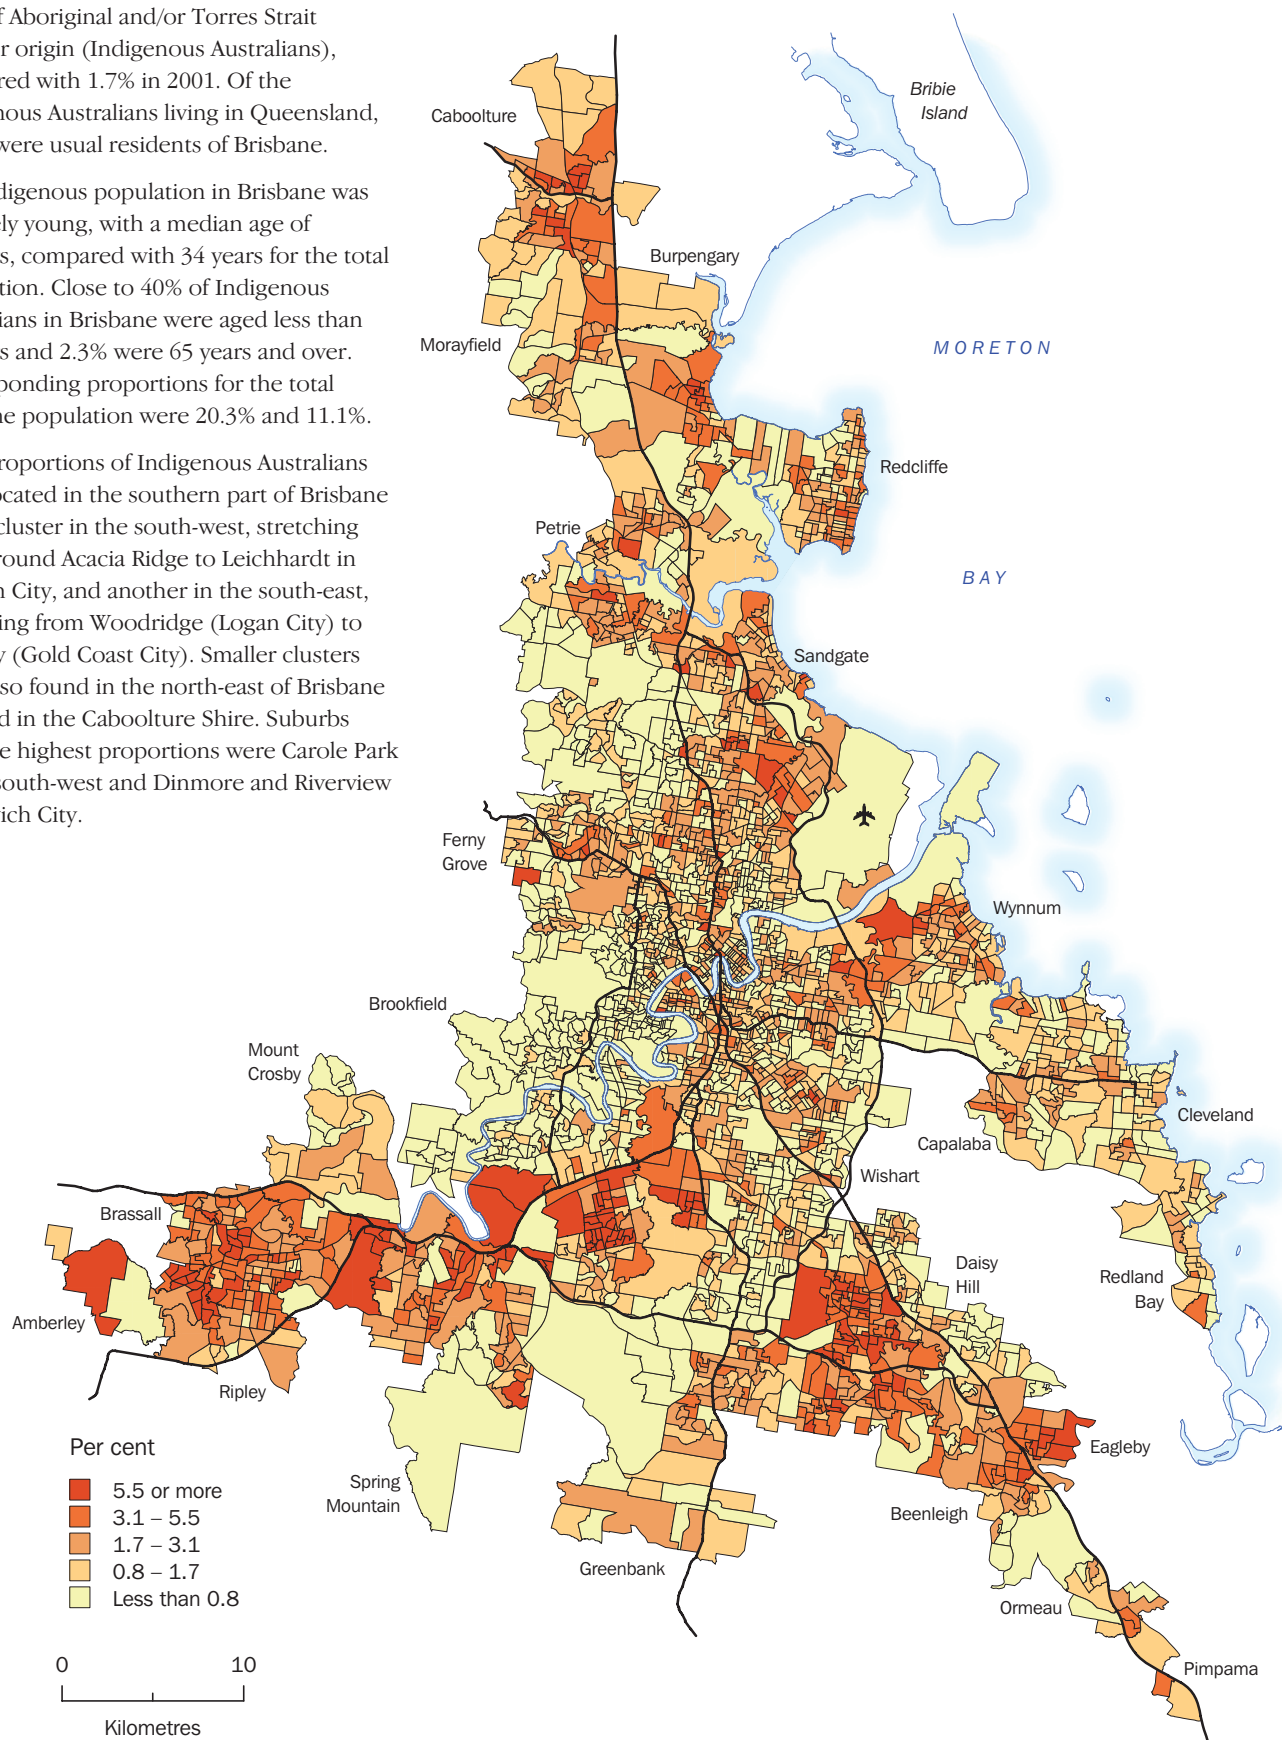 f Aboriginal and/or Torres Strait
r origin (Indigenous Australians),
red with 1.7% in 2001. Of the
nous Australians living in Queensland,
were usual residents of Brisbane.
digenous population in Brisbane was
ely young, with a median age of
s, compared with 34 years for the total
tion. Close to 40% of Indigenous
lians in Brisbane were aged less than
s and 2.3% were 65 years and over.
sponding proportions for the total
ne population were 20.3% and 11.1%.
roportions of Indigenous Australians
ocated in the southern part of Brisbane
cluster in the south-west, stretching
round Acacia Ridge to Leichhardt in
h City, and another in the south-east,
ing from Woodridge (Logan City) to
y (Gold Coast City). Smaller clusters
so found in the north-east of Brisbane
d in the Caboolture Shire. Suburbs
e highest proportions were Carole Park
south-west and Dinmore and Riverview
ich City.
Caboolture
Bribie
Island
Burpengary
Morayfield
MORETON
Redcliffe
Petrie
BAY
Sandgate
Ferny
Grove
Wynnum
Brookfield
Mount
Crosby
Cleveland
Capalaba
Wishart
Brassall
Daisy
Hill
Redland
Bay
Amberley
Ripley
Eagleby
Spring
Mountain
Beenleigh
Greenbank
Ormeau
Pimpama
Per cent
5.5 or more
3.1 – 5.5
1.7 – 3.1
0.8 – 1.7
Less than 0.8
0 10
Kilometres